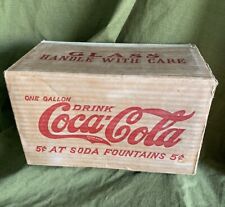 GLASS
HANDLE WITH CARE
ONE GALLON
DRINK
Coca-Cola
5¢ AT SODA FOUNTAINS 5¢